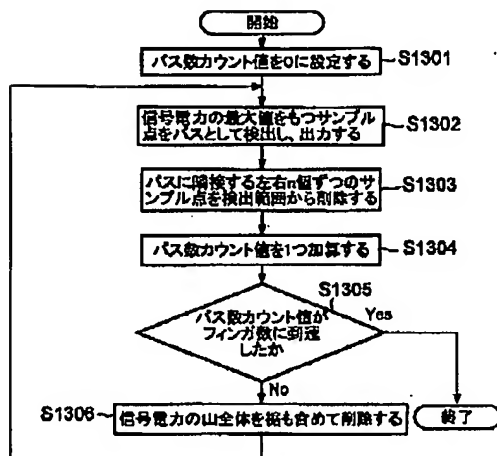 開始
パス数カウント値を0に設定する
S1301
信号電力の最大値をもつサンプル
点をパスとして検出し、出力する
S1302
パスに隣接する左右n個ずつのサ
ンプル点を検出範囲から削除する
S1303
パス数カウント値を1つ加算する
S1304
S1305
パス数カウント値が
フィンガ数に到達
したか
Yes
No
S1306
信号電力の山全体を裾も含めて削除する
終了